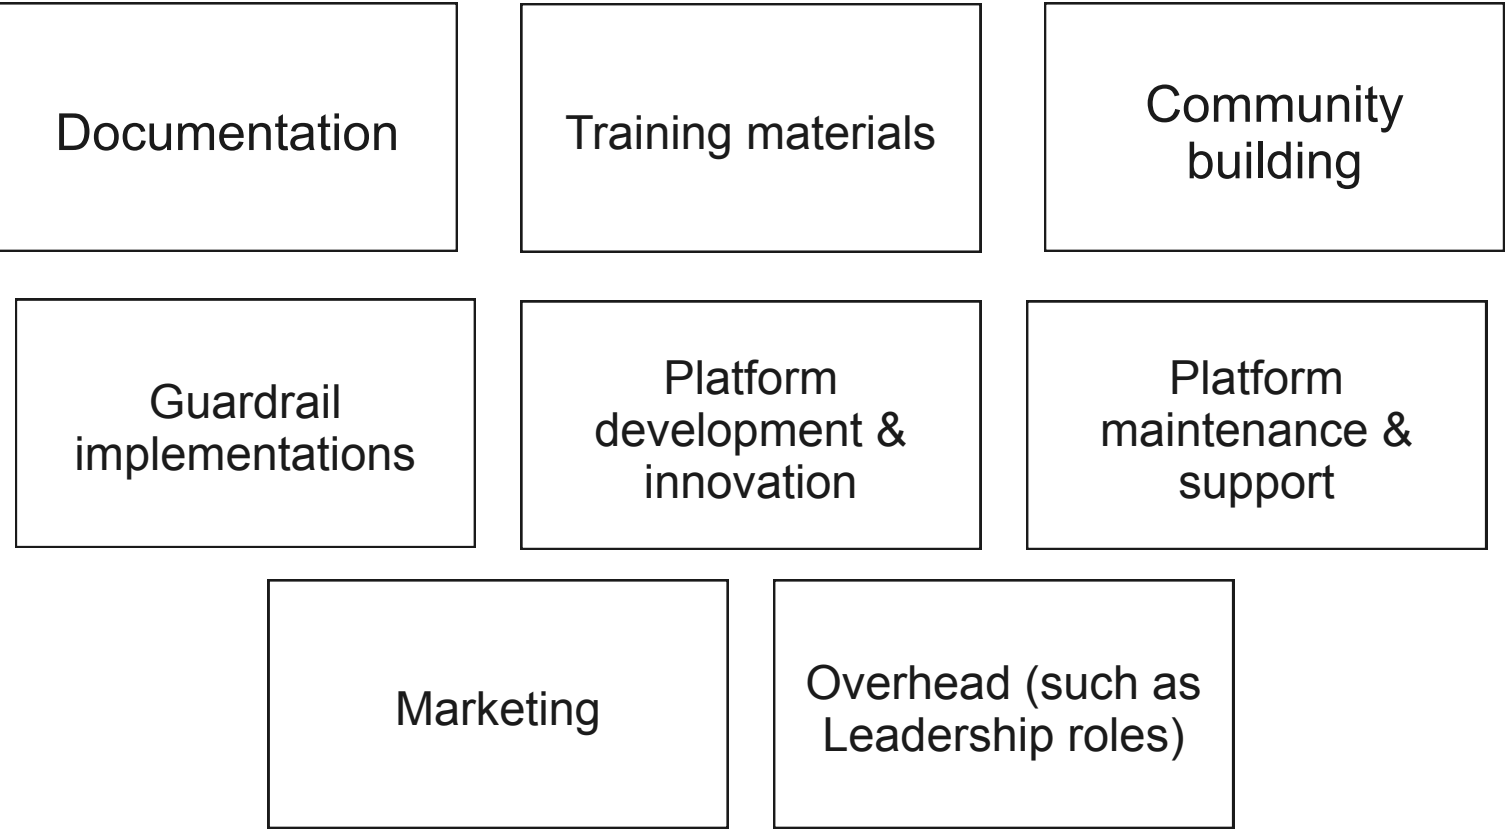 Documentation
Training materials
Community
building
Guardrail
implementations
Platform
development &
innovation
Platform
maintenance &
support
Marketing
Overhead (such as
Leadership roles)